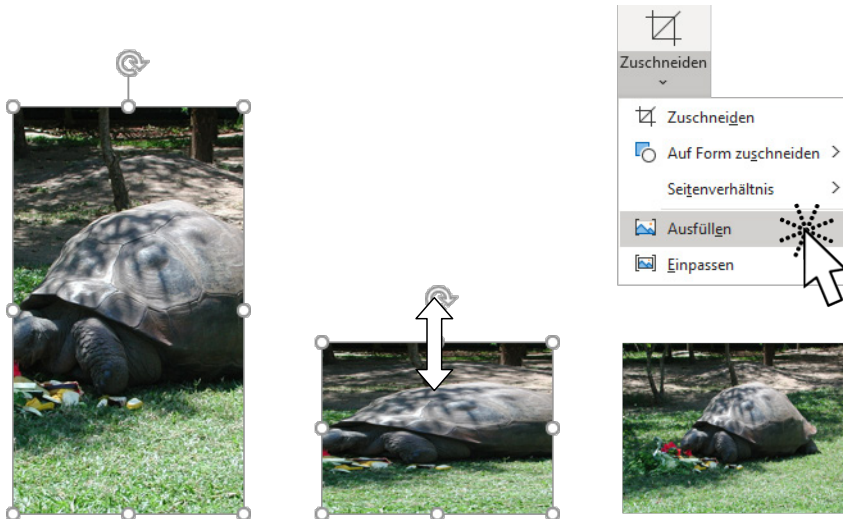 Zuschneiden
Zuschneiden
Auf Form zuschneiden
Seitenverhältnis
Ausfüllen
Einpassen